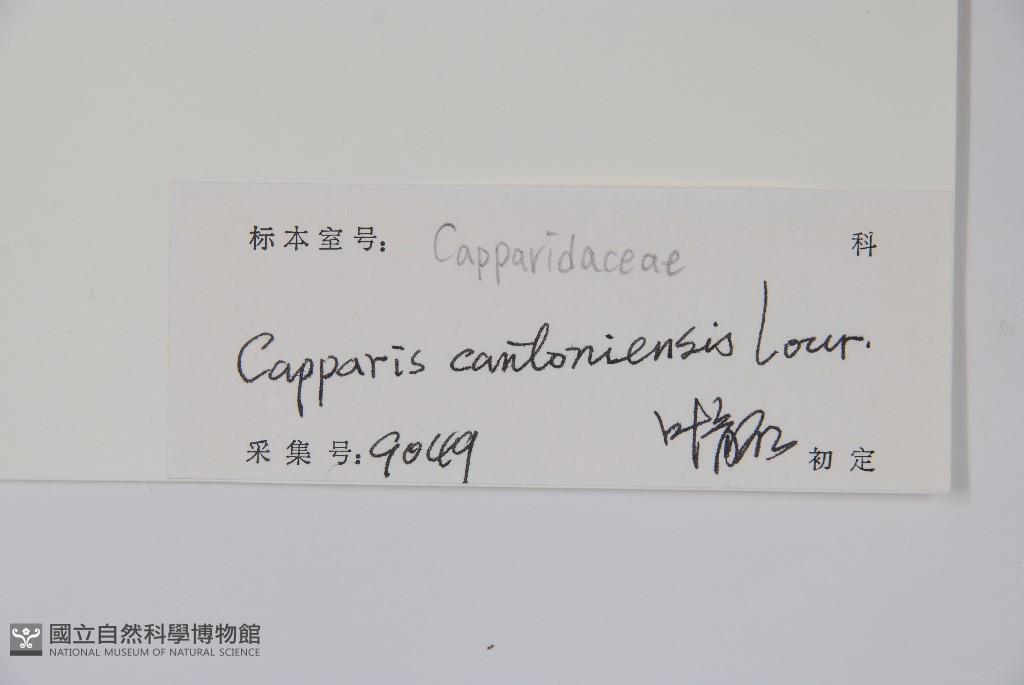 标本室号: Capparidaceae 科
Capparis cantoniensis Lour.
采集号: 9049 叶 初定
國立自然科學博物館
NATIONAL MUSEUM OF NATURAL SCIENCE